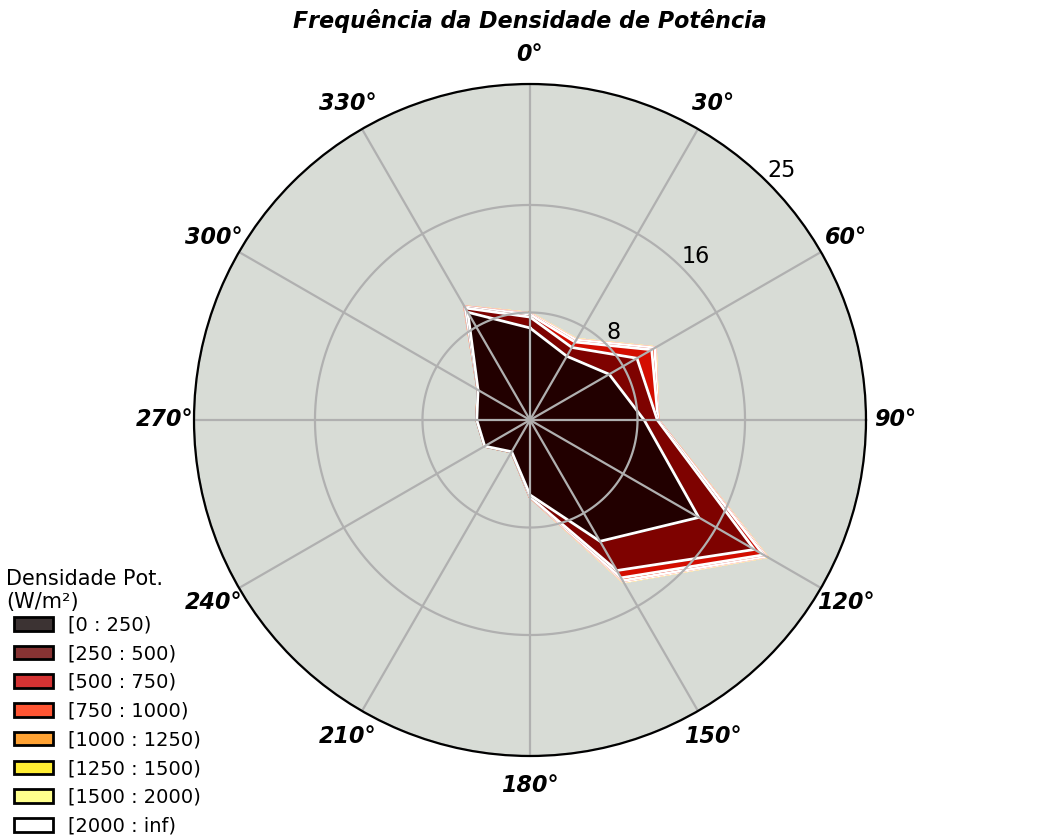 Frequência da Densidade de Potência
0°
330°
30°
25
300°
60°
16
8
270°
90°
Densidade Pot.
(W/m²)
240°
120°
[0 : 250)
[250 : 500)
[500 : 750)
[750 : 1000)
[1000 : 1250)
[1250 : 1500)
[1500 : 2000)
[2000 : inf)
210°
150°
180°